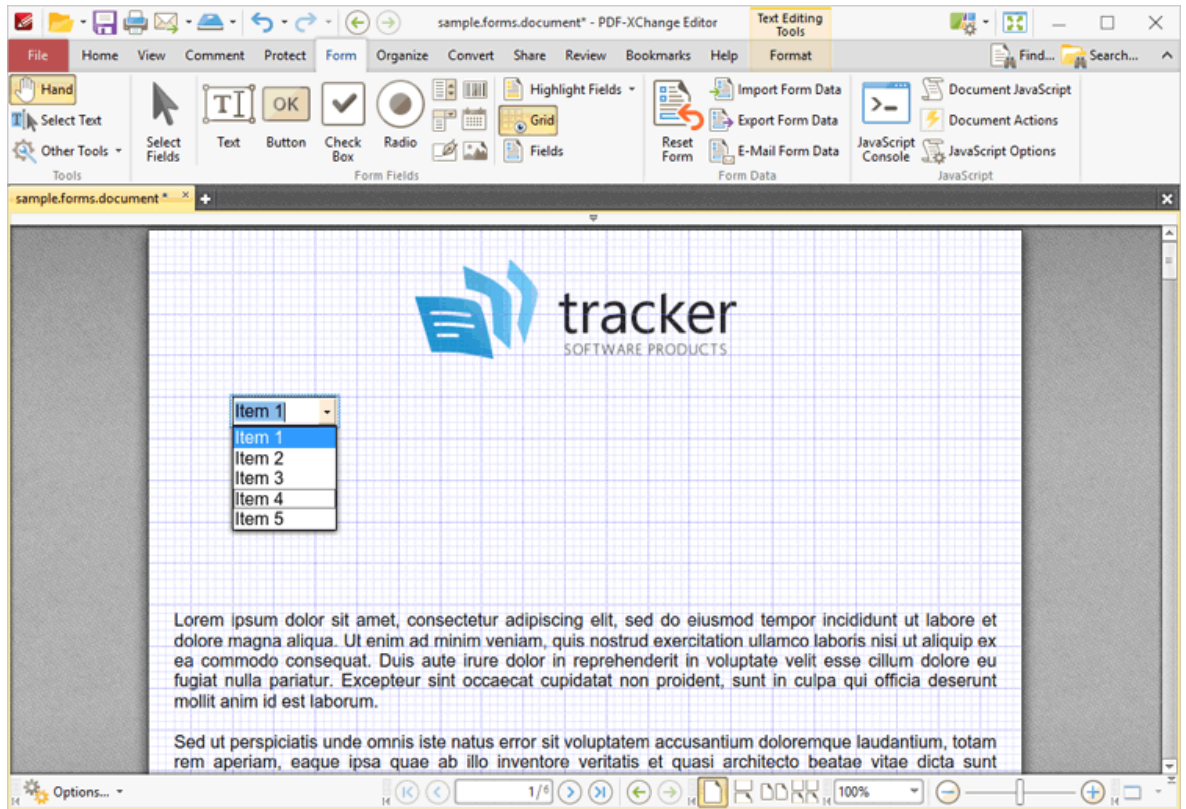 sample.forms.document* - PDF-XChange Editor
Text Editing
Tools
File Home View Comment Protect Form Organize Convert Share Review Bookmarks Help Format Find... Search...
Hand
Select Text
Other Tools
Tools
Select
Fields
Text
Button
OK
Check
Box
Radio
Highlight Fields
Grid
Fields
Form Fields
Reset
Form
Import Form Data
Export Form Data
E-Mail Form Data
Form Data
JavaScript
Console
Document JavaScript
Document Actions
JavaScript Options
JavaScript
sample.forms.document *
tracker
SOFTWARE PRODUCTS
Item 1
Item 1
Item 2
Item 3
Item 4
Item 5
Lorem ipsum dolor sit amet, consectetur adipiscing elit, sed do eiusmod tempor incididunt ut labore et
dolore magna aliqua. Ut enim ad minim veniam, quis nostrud exercitation ullamco laboris nisi ut aliquip ex
ea commodo consequat. Duis aute irure dolor in reprehenderit in voluptate velit esse cillum dolore eu
fugiat nulla pariatur. Excepteur sint occaecat cupidatat non proident, sunt in culpa qui officia deserunt
mollit anim id est laborum.
Sed ut perspiciatis unde omnis iste natus error sit voluptatem accusantium doloremque laudantium, totam
rem aperiam, eaque ipsa quae ab illo inventore veritatis et quasi architecto beatae vitae dicta sunt
Options...
1/6
100%